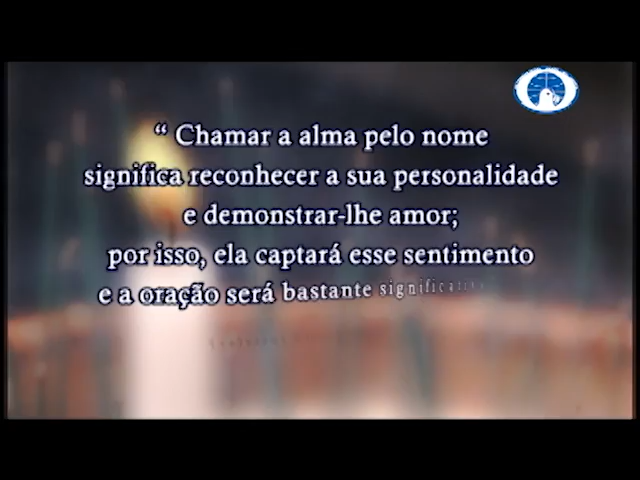 “ Chamar a alma pelo nome
significa reconhecer a sua personalidade
e demonstrar-lhe amor;
por isso, ela captará esse sentimento
e a oração será bastante